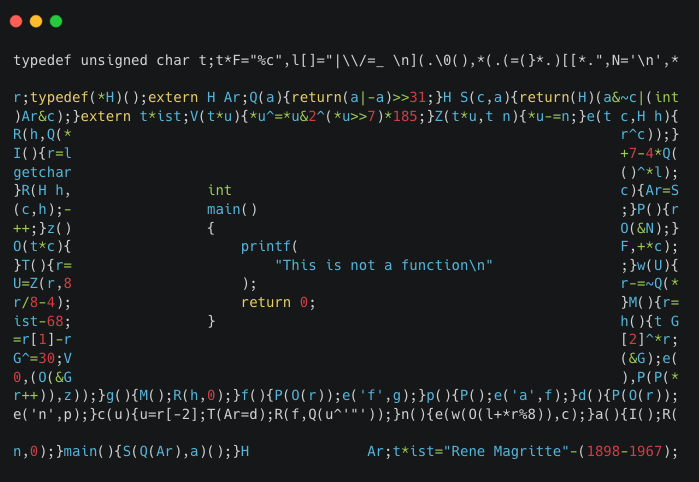 typedef unsigned char t;t*F="%c",l[]="|\\/=_ \n](.\0(),*(.(=(}*.)[[*.",N='\n',*
r;typedef(*H)();extern H Ar;Q(a){return(a|-a)>>31;}H S(c,a){return(H)(a&~c|(int
)Ar&c);}extern t*ist;V(t*u){*u^=*u&2^(*u>>7)*185;}Z(t*u,t n){*u-=n;}e(t c,H h){
R(h,Q(* r^c));}
I(){r=l +7-4*Q(
getchar ()^*l);
}R(H h, int c){Ar=S
(c,h);- main() ;}P(){r
++;}z() { O(&N);}
O(t*c){ printf( F,+*c);
}T(){r= "This is not a function\n" ;}w(U){
U=Z(r,8 ); r-=~Q(*
r/8-4); return 0; }M(){r=
ist-68; } h(){t G
=r[1]-r [2]^*r;
G^=30;V (&G);e(
0,(O(&G ),P(P(*
r++)),z));}g(){M();R(h,0);}f(){P(O(r));e('f',g);}p(){P();e('a',f);}d(){P(O(r));
e('n',p);}c(u){u=r[-2];T(Ar=d);R(f,Q(u^'"'));}n(){e(w(O(l+*r%8)),c);}a(){I();R(
n,0);}main(){S(Q(Ar),a)();}H Ar;t*ist="Rene Magritte"-(1898-1967);